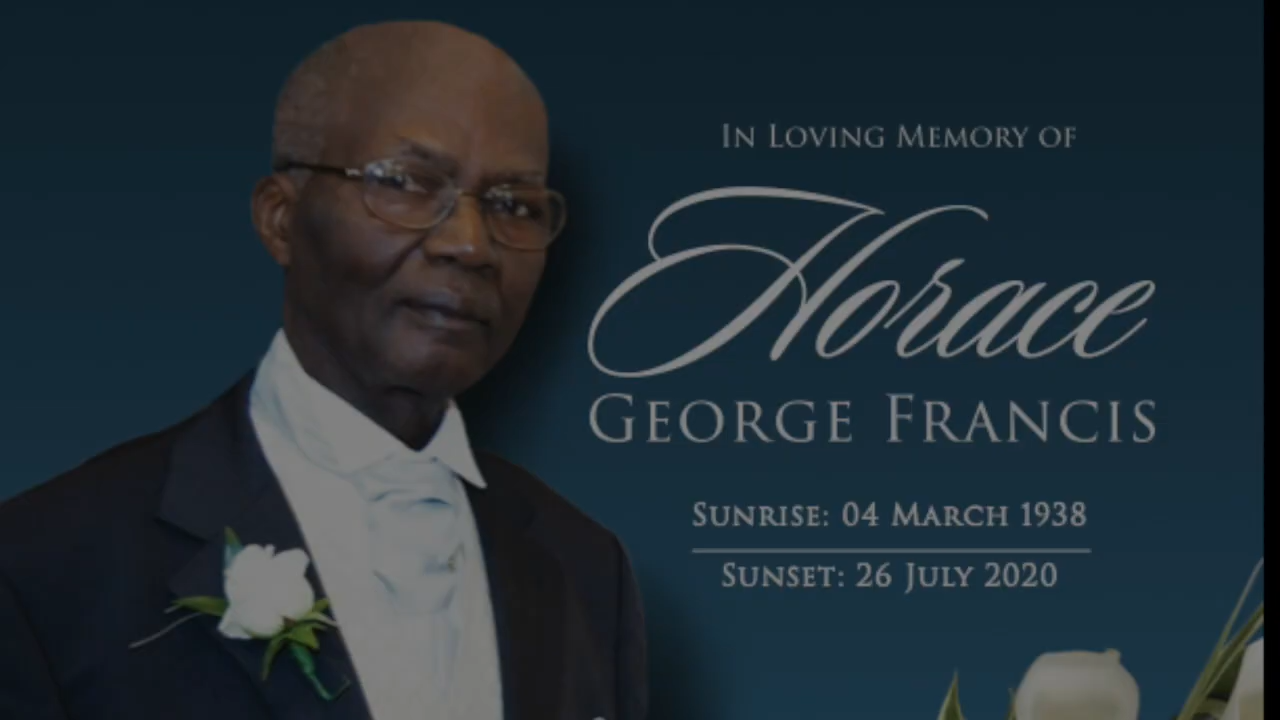 In Loving Memory of
Horace
George Francis
Sunrise: 04 March 1938
Sunset: 26 July 2020